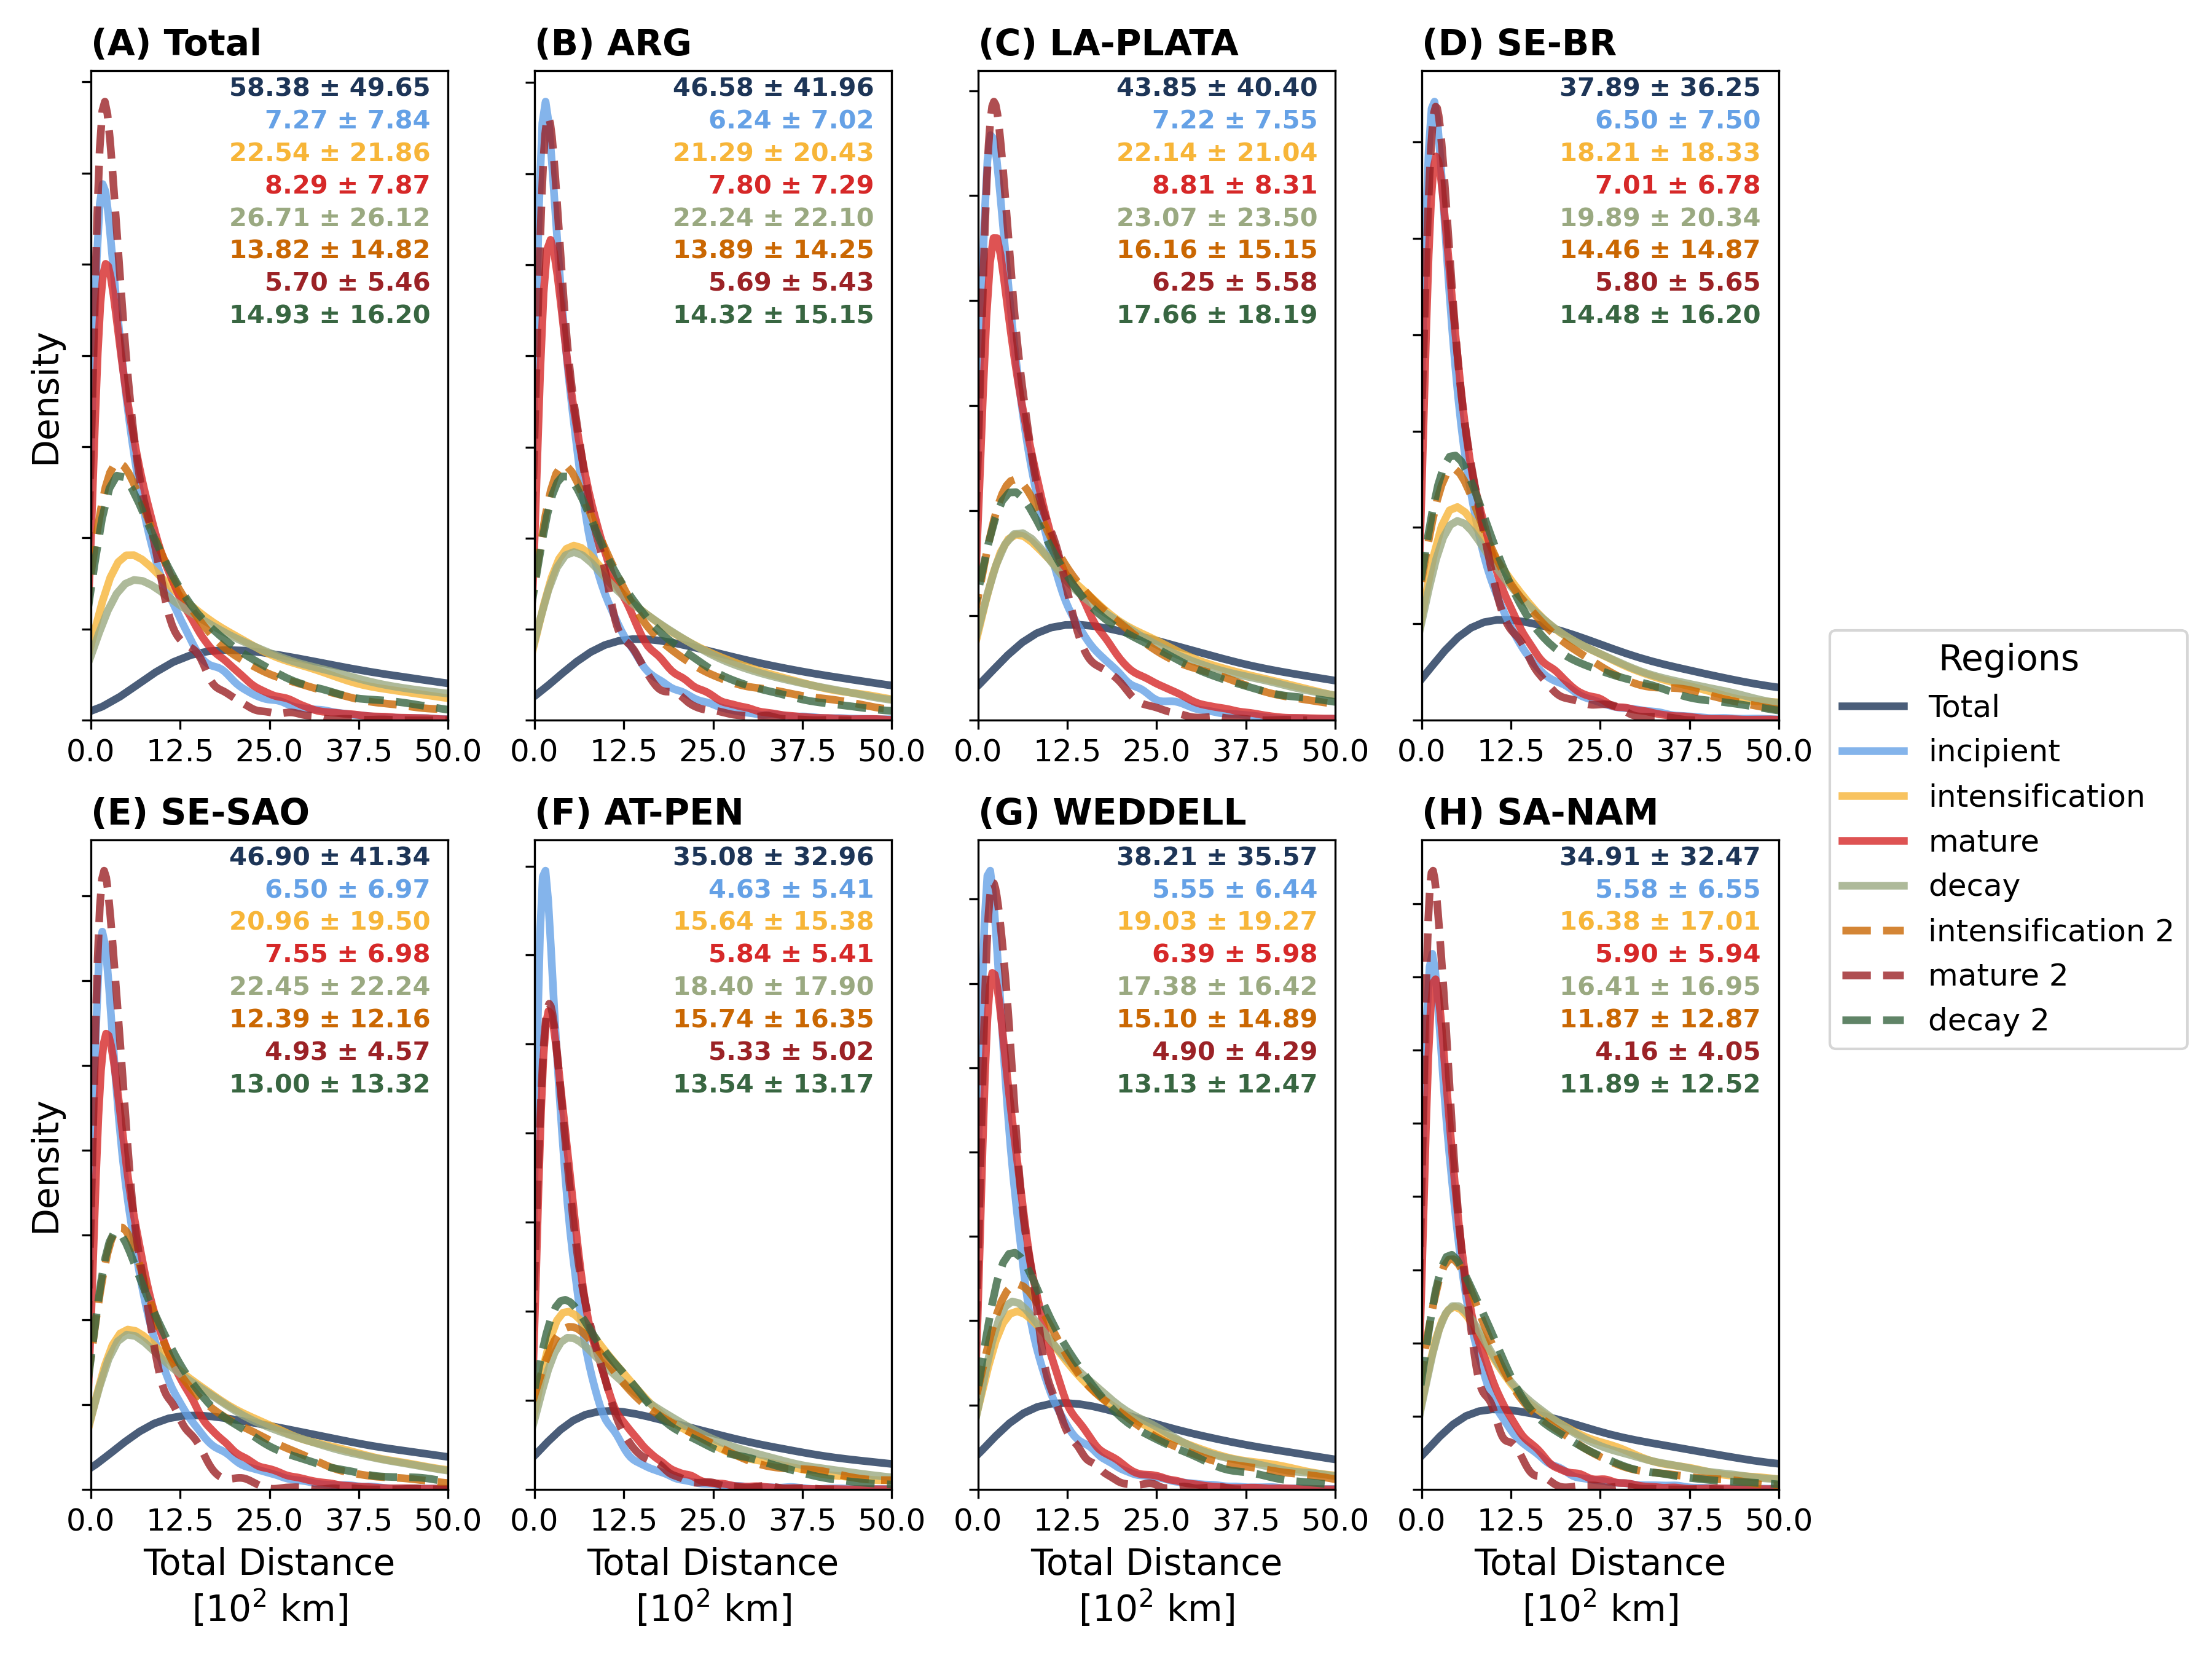 (A) Total
58.38 ± 49.65
7.27 ± 7.84
22.54 ± 21.86
8.29 ± 7.87
26.71 ± 26.12
13.82 ± 14.82
5.70 ± 5.46
14.93 ± 16.20
Density
0.0 12.5 25.0 37.5 50.0
(B) ARG
46.58 ± 41.96
6.24 ± 7.02
21.29 ± 20.43
7.80 ± 7.29
22.24 ± 22.10
13.89 ± 14.25
5.69 ± 5.43
14.32 ± 15.15
0.0 12.5 25.0 37.5 50.0
(C) LA-PLATA
43.85 ± 40.40
7.22 ± 7.55
22.14 ± 21.04
8.81 ± 8.31
23.07 ± 23.50
16.16 ± 15.15
6.25 ± 5.58
17.66 ± 18.19
0.0 12.5 25.0 37.5 50.0
(D) SE-BR
37.89 ± 36.25
6.50 ± 7.50
18.21 ± 18.33
7.01 ± 6.78
19.89 ± 20.34
14.46 ± 14.87
5.80 ± 5.65
14.48 ± 16.20
0.0 12.5 25.0 37.5 50.0
(E) SE-SAO
46.90 ± 41.34
6.50 ± 6.97
20.96 ± 19.50
7.55 ± 6.98
22.45 ± 22.24
12.39 ± 12.16
4.93 ± 4.57
13.00 ± 13.32
Density
0.0 12.5 25.0 37.5 50.0
Total Distance
[10² km]
(F) AT-PEN
35.08 ± 32.96
4.63 ± 5.41
15.64 ± 15.38
5.84 ± 5.41
18.40 ± 17.90
15.74 ± 16.35
5.33 ± 5.02
13.54 ± 13.17
0.0 12.5 25.0 37.5 50.0
Total Distance
[10² km]
(G) WEDDELL
38.21 ± 35.57
5.55 ± 6.44
19.03 ± 19.27
6.39 ± 5.98
17.38 ± 16.42
15.10 ± 14.89
4.90 ± 4.29
13.13 ± 12.47
0.0 12.5 25.0 37.5 50.0
Total Distance
[10² km]
(H) SA-NAM
34.91 ± 32.47
5.58 ± 6.55
16.38 ± 17.01
5.90 ± 5.94
16.41 ± 16.95
11.87 ± 12.87
4.16 ± 4.05
11.89 ± 12.52
0.0 12.5 25.0 37.5 50.0
Total Distance
[10² km]
Regions
Total
incipient
intensification
mature
decay
intensification 2
mature 2
decay 2